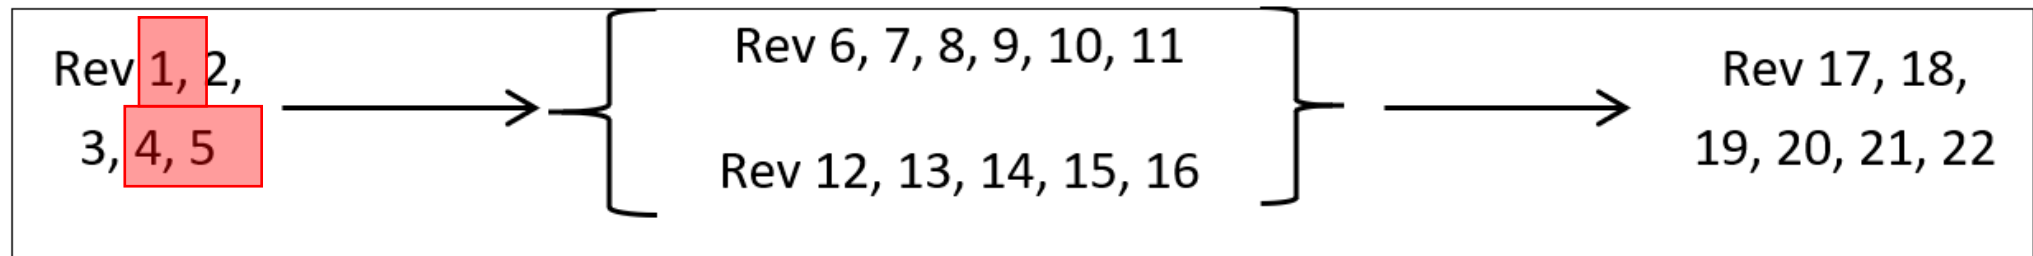 Rev 1, 2,
3, 4, 5
Rev 6, 7, 8, 9, 10, 11
Rev 12, 13, 14, 15, 16
Rev 17, 18,
19, 20, 21, 22